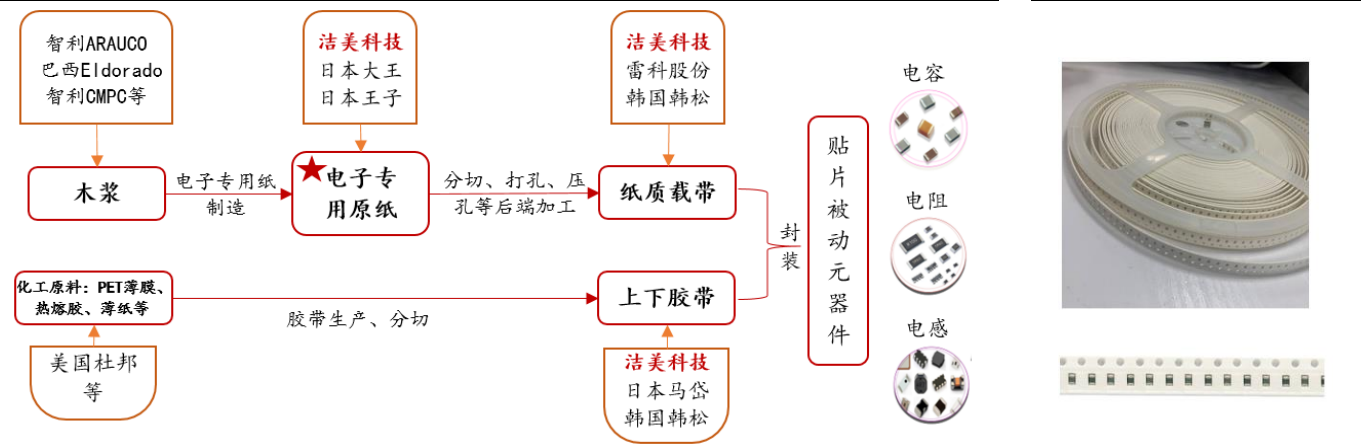 智利ARAUCO
巴西Eldorado
智利CMPC等
洁美科技
日本大王
日本王子
洁美科技
雷科股份
韩国韩松
木浆
电子专用纸
制造
★电子专
用原纸
分切、打孔、压
孔等后端加工
纸质载带
化工原料：PET薄膜、
热熔胶、薄纸等
胶带生产、分切
上下胶带
美国杜邦
等
洁美科技
日本马岱
韩国韩松
封
装
贴
片
被
动
元
器
件
电容
电阻
电感